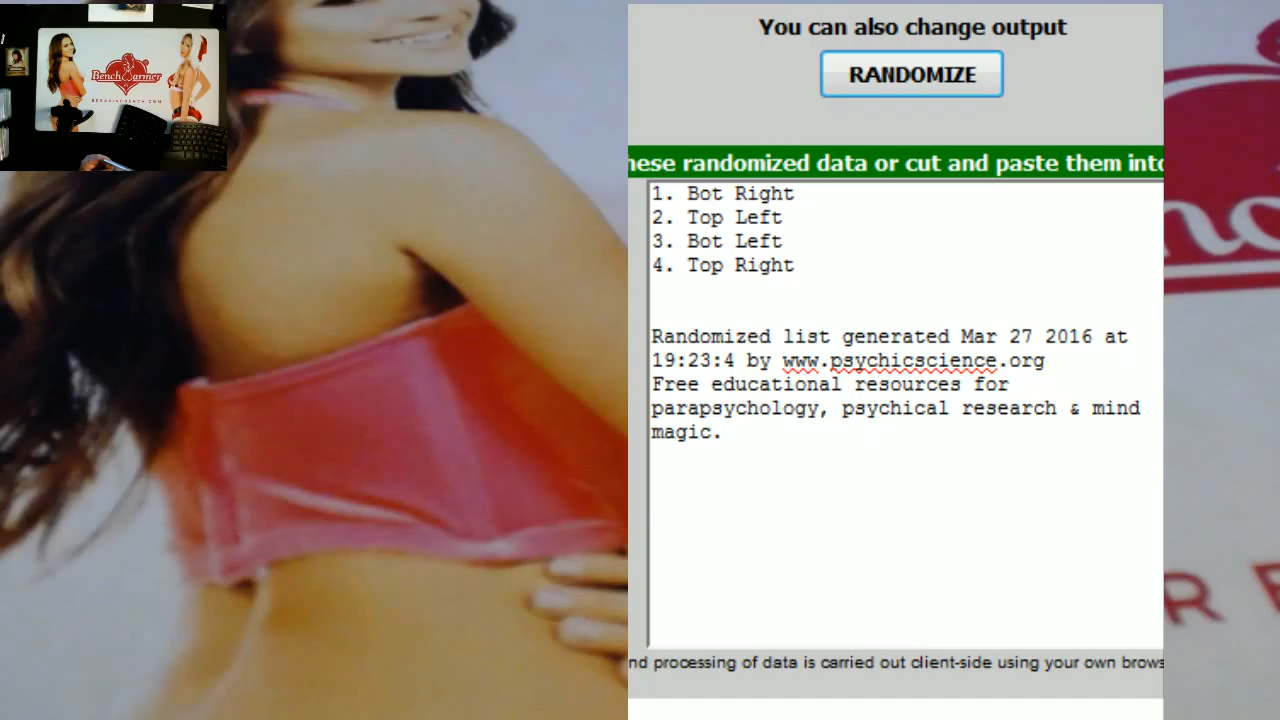 You can also change output
RANDOMIZE
hese randomized data or cut and paste them into
1. Bot Right
2. Top Left
3. Bot Left
4. Top Right
Randomized list generated Mar 27 2016 at
19:23:4 by www.psychicscience.org
Free educational resources for
parapsychology, psychical research & mind
magic.
nd processing of data is carried out client-side using your own brows
BenchWarmer
R E